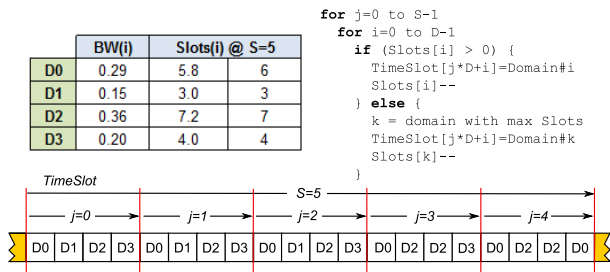 BW(i) Slots(i) @ S=5
D0 0.29 5.8 6
D1 0.15 3.0 3
D2 0.36 7.2 7
D3 0.20 4.0 4
for j=0 to S-1
for i=0 to D-1
if (Slots[i] > 0) {
TimeSlot[j*D+i]=Domain#i
Slots[i]--
} else {
k = domain with max Slots
TimeSlot[j*D+i]=Domain#k
Slots[k]--
}
TimeSlot
S=5
j=0 j=1 j=2 j=3 j=4
D0 D1 D2 D3 D0 D1 D2 D3 D0 D1 D2 D3 D0 D2 D2 D3 D0 D2 D2 D0